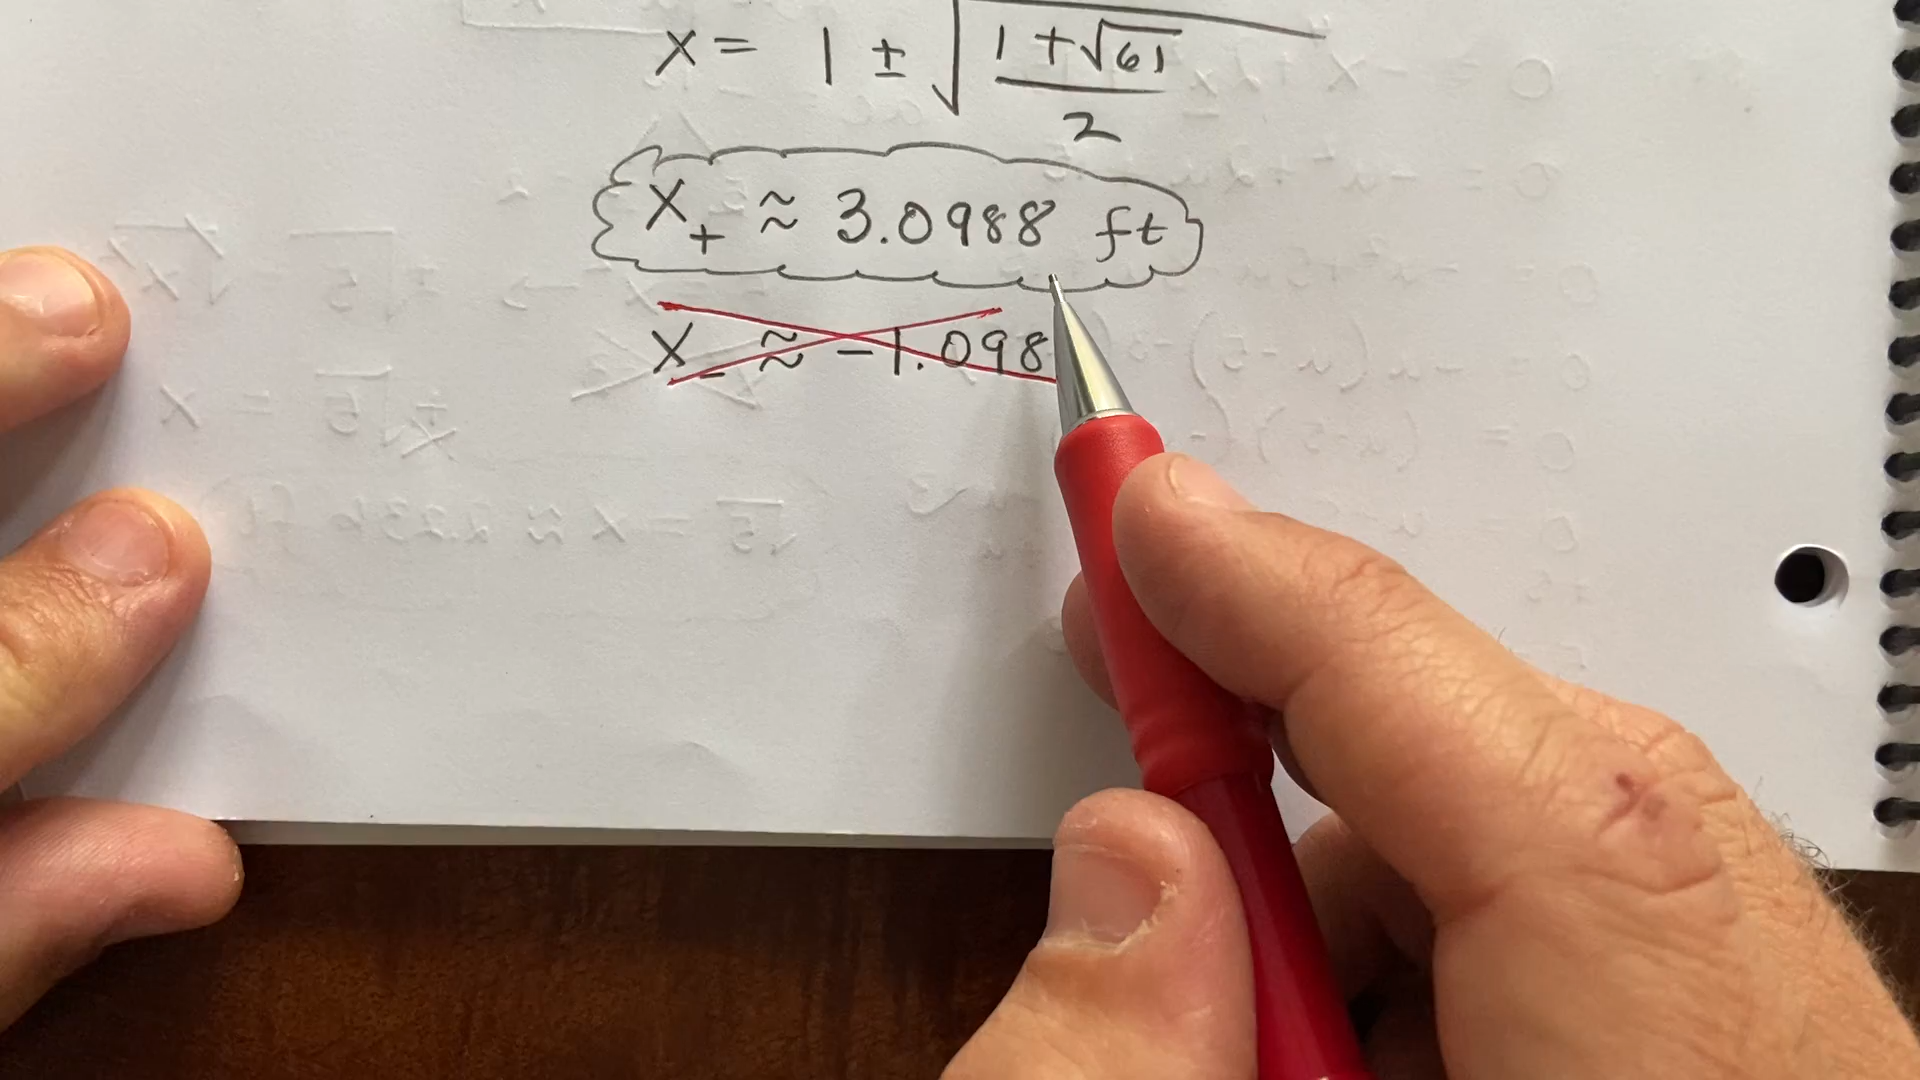 x = 1 ± √(1 + √61)/2
x₊ ≈ 3.0988 ft
x₋ ≈ -1.098